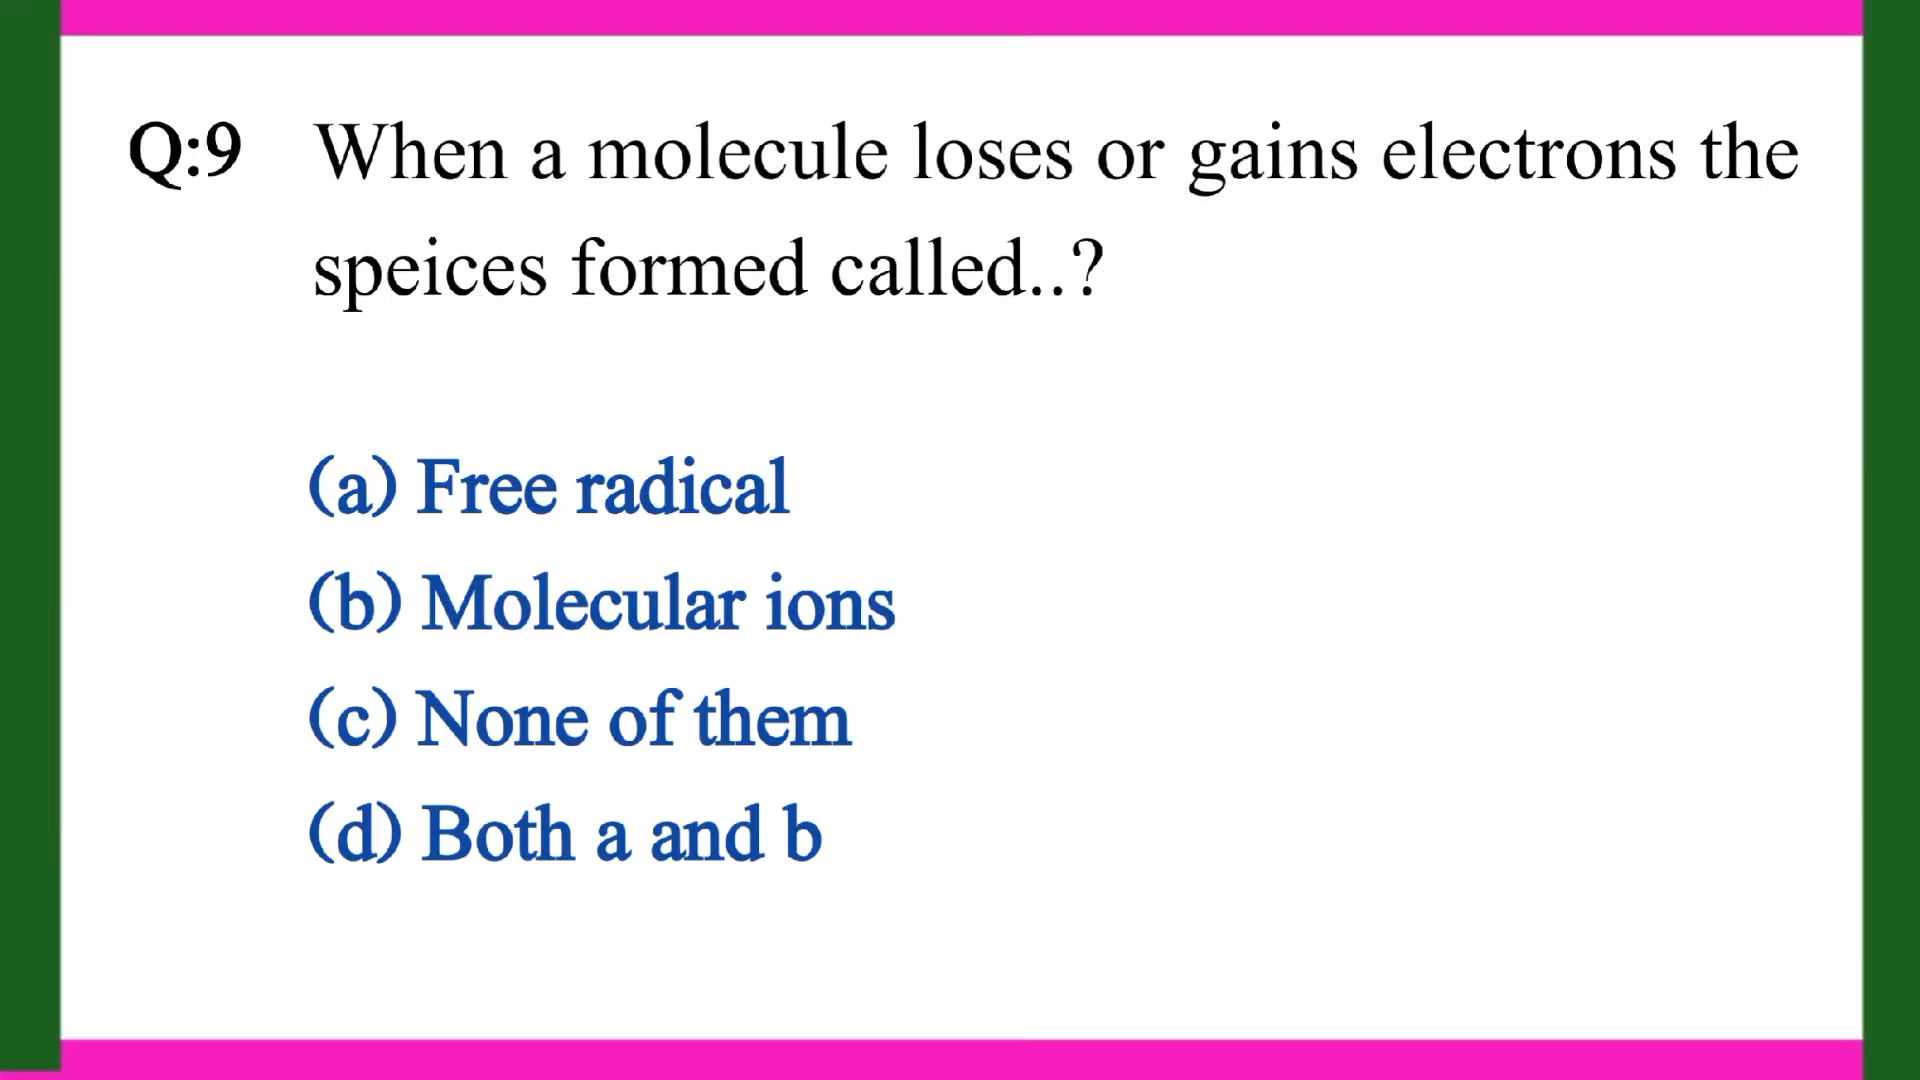 Q:9 When a molecule loses or gains electrons the
speices formed called..?
(a) Free radical
(b) Molecular ions
(c) None of them
(d) Both a and b